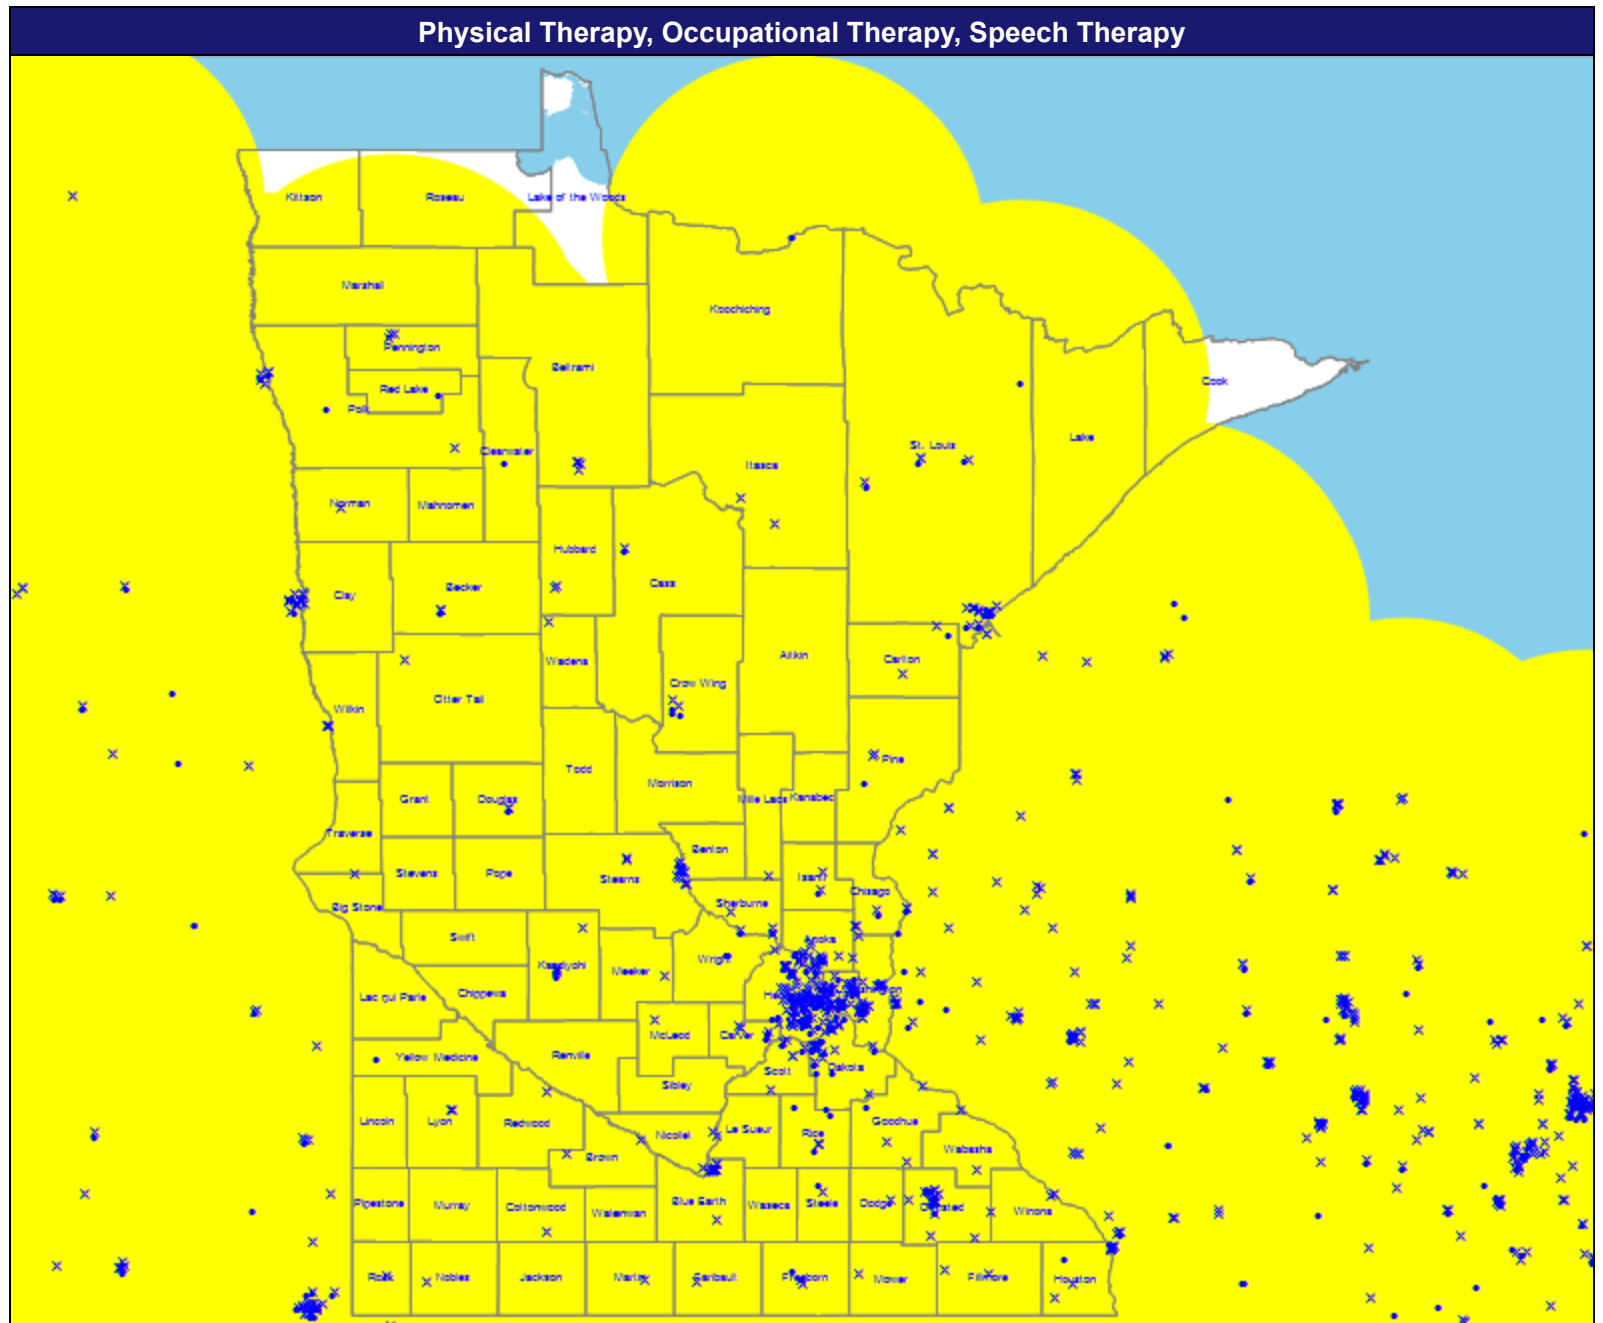 Physical Therapy, Occupational Therapy, Speech Therapy
Kittson
Roseau
Lake of the Woods
Marshall
Koochiching
Pennington
Beltrami
Red Lake
Polk
Cook
Clearwater
St. Louis
Lake
Itasca
Norman
Mahnomen
Hubbard
Cass
Clay
Becker
Wadena
Aitkin
Carlton
Crow Wing
Otter Tail
Wilkin
Pine
Todd
Morrison
Grant
Douglas
Mille Lacs
Kanabec
Traverse
Benton
Stevens
Pope
Stearns
Isanti
Chisago
Sherburne
Big Stone
Swift
Anoka
Kandiyohi
Meeker
Wright
Lac qui Parle
Chippewa
McLeod
Carver
Yellow Medicine
Renville
Scott
Dakota
Sibley
Lincoln
Lyon
Redwood
Nicollet
Le Sueur
Rice
Goodhue
Brown
Wabasha
Pipestone
Murray
Cottonwood
Watonwan
Blue Earth
Waseca
Steele
Dodge
Olmsted
Winona
Rock
Nobles
Jackson
Martin
Faribault
Freeborn
Mower
Fillmore
Houston